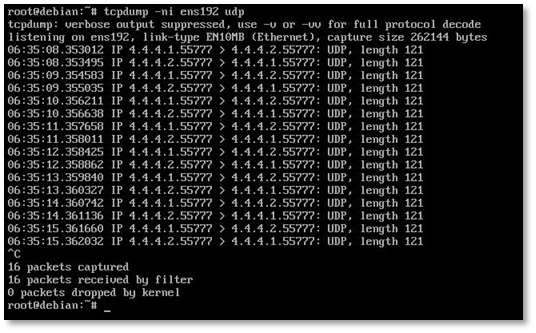 root@debian:~# tcpdump -ni ens192 udp
tcpdump: verbose output suppressed, use -v or -vv for full protocol decode
listening on ens192, link-type EN10MB (Ethernet), capture size 262144 bytes
06:35:08.353012 IP 4.4.4.1.55777 > 4.4.4.2.55777: UDP, length 121
06:35:08.353495 IP 4.4.4.2.55777 > 4.4.4.1.55777: UDP, length 121
06:35:09.354583 IP 4.4.4.1.55777 > 4.4.4.2.55777: UDP, length 121
06:35:09.355035 IP 4.4.4.2.55777 > 4.4.4.1.55777: UDP, length 121
06:35:10.356211 IP 4.4.4.2.55777 > 4.4.4.1.55777: UDP, length 121
06:35:10.356638 IP 4.4.4.1.55777 > 4.4.4.2.55777: UDP, length 121
06:35:11.357658 IP 4.4.4.1.55777 > 4.4.4.2.55777: UDP, length 121
06:35:11.358011 IP 4.4.4.2.55777 > 4.4.4.1.55777: UDP, length 121
06:35:12.358425 IP 4.4.4.1.55777 > 4.4.4.2.55777: UDP, length 121
06:35:12.358862 IP 4.4.4.2.55777 > 4.4.4.1.55777: UDP, length 121
06:35:13.359840 IP 4.4.4.1.55777 > 4.4.4.2.55777: UDP, length 121
06:35:13.360327 IP 4.4.4.2.55777 > 4.4.4.1.55777: UDP, length 121
06:35:14.360742 IP 4.4.4.1.55777 > 4.4.4.2.55777: UDP, length 121
06:35:14.361136 IP 4.4.4.2.55777 > 4.4.4.1.55777: UDP, length 121
06:35:15.361660 IP 4.4.4.2.55777 > 4.4.4.1.55777: UDP, length 121
06:35:15.362032 IP 4.4.4.1.55777 > 4.4.4.2.55777: UDP, length 121
^C
16 packets captured
16 packets received by filter
0 packets dropped by kernel
root@debian:~# _